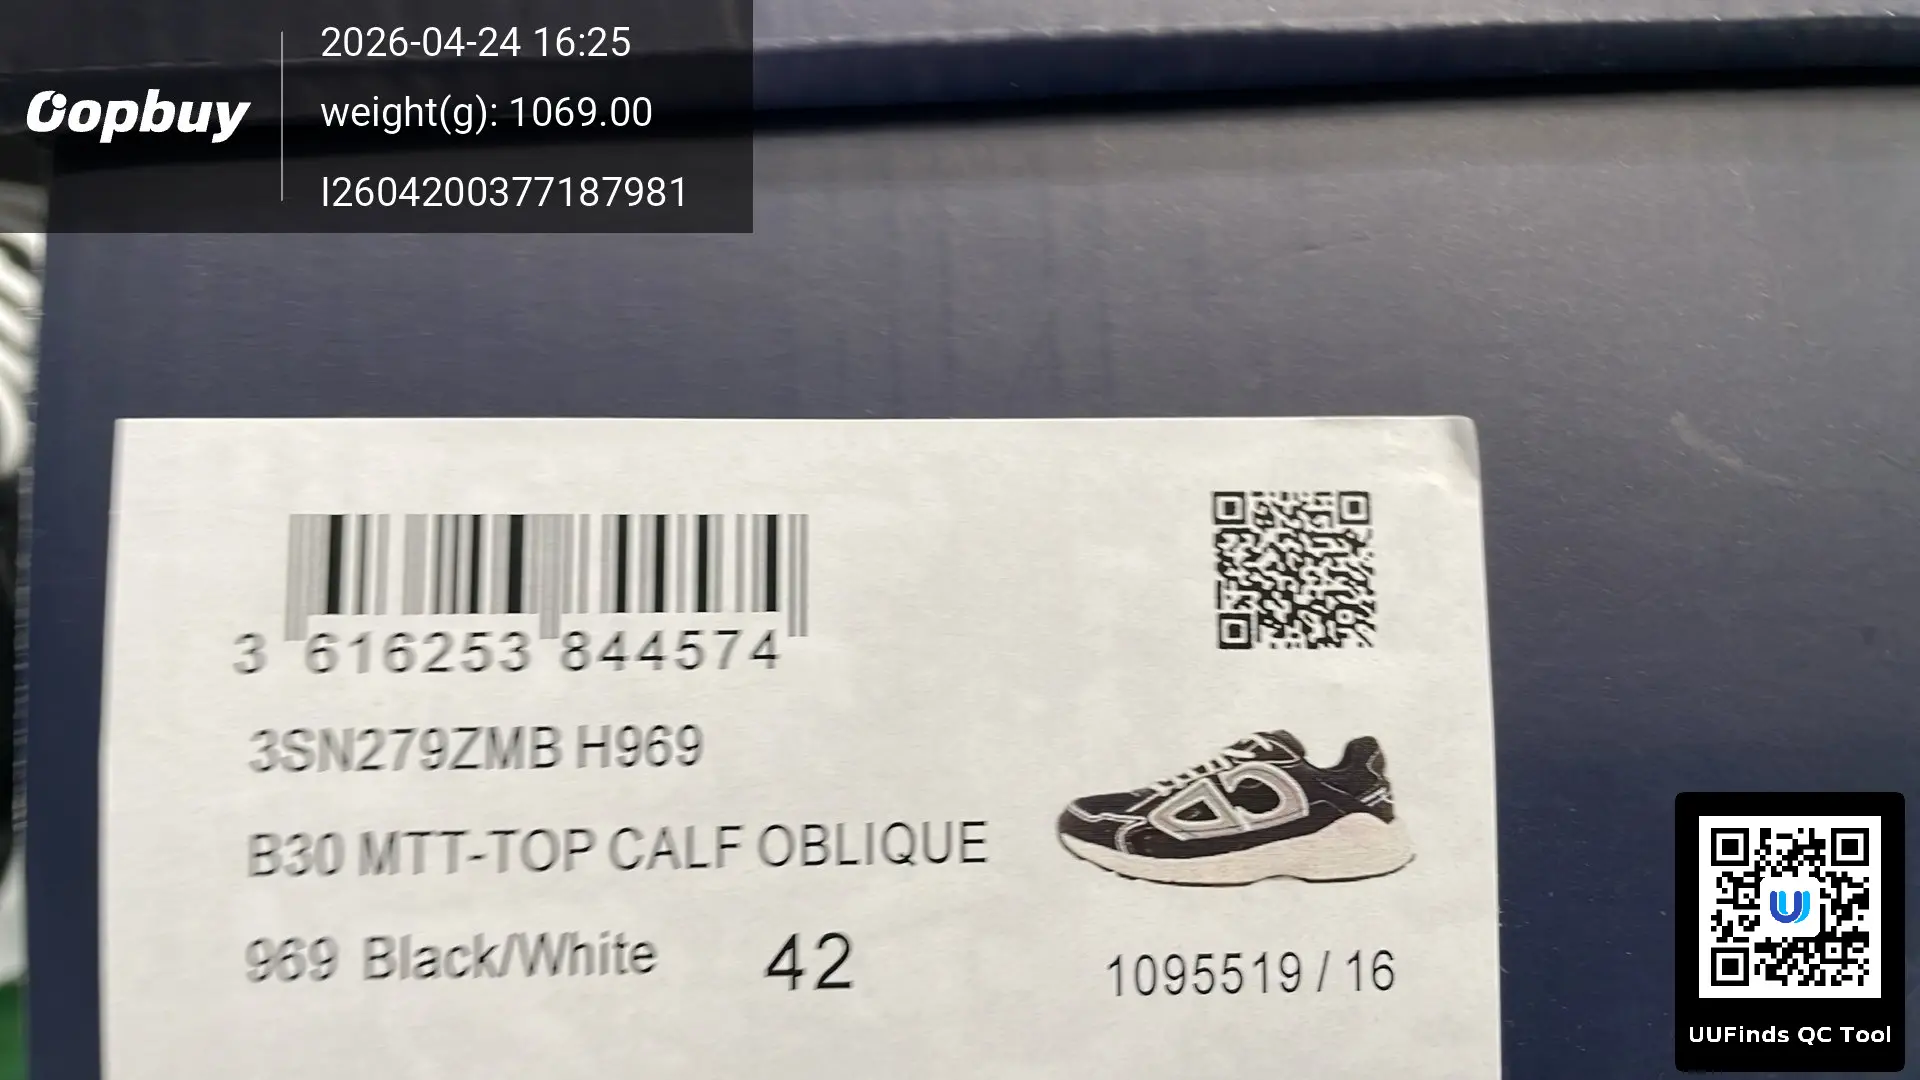 2026-04-24 16:25
oopbuy
weight(g): 1069.00
I2604200377187981
3 616253 844574
3SN279ZMB H969
B30 MTT-TOP CALF OBLIQUE
969 Black/White 42
1095519 / 16
UUFinds QC Tool